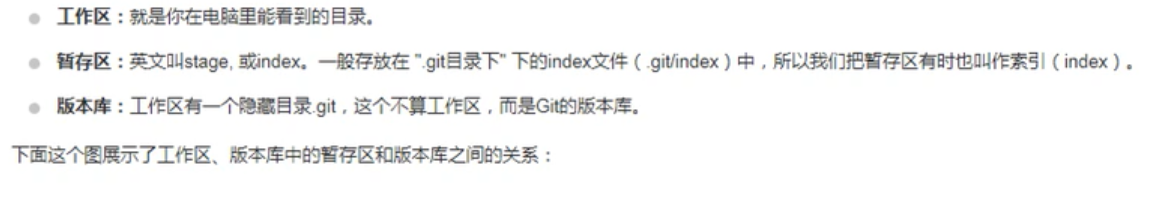 工作区：就是你在电脑里能看到的目录。
暂存区：英文叫stage, 或index。一般存放在 ".git目录下" 下的index文件（.git/index）中，所以我们把暂存区有时也叫作索引（index）。
版本库：工作区有一个隐藏目录.git，这个不算工作区，而是Git的版本库。
下面这个图展示了工作区、版本库中的暂存区和版本库之间的关系：